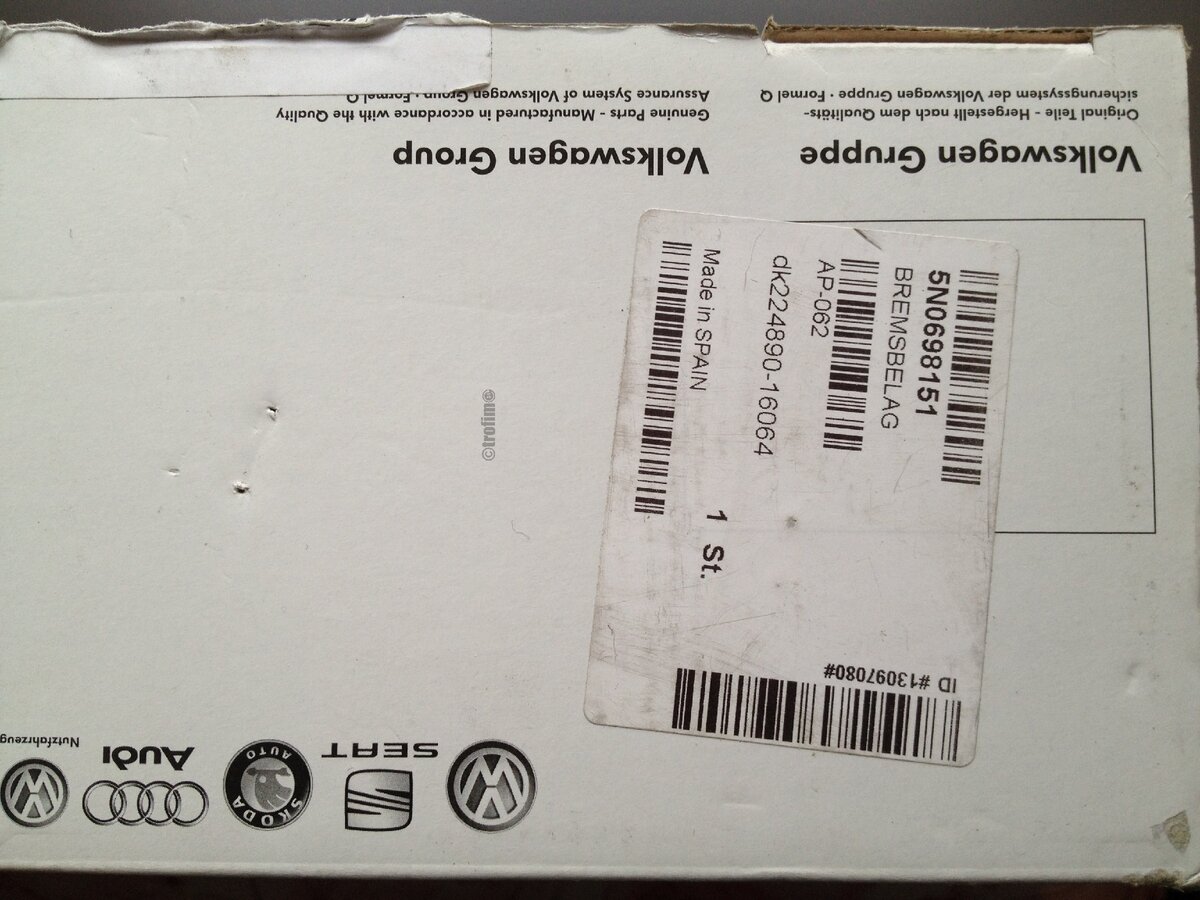 Volkswagen Gruppe
Original Teile - Hergestellt nach dem Qualitäts-
sicherungssystem der Volkswagen Gruppe · Formel Q
Volkswagen Group
Genuine Parts - Manufactured in accordance with the Quality
Assurance System of Volkswagen Group · Formel Q
5N0698151
BREMSBELAG
AP-062
dk224890-16064
Made in SPAIN
1 St.
ID #13097080#
©trofim®
SEAT
SKODA
AUTO
Audi
Nutzfahrzeug